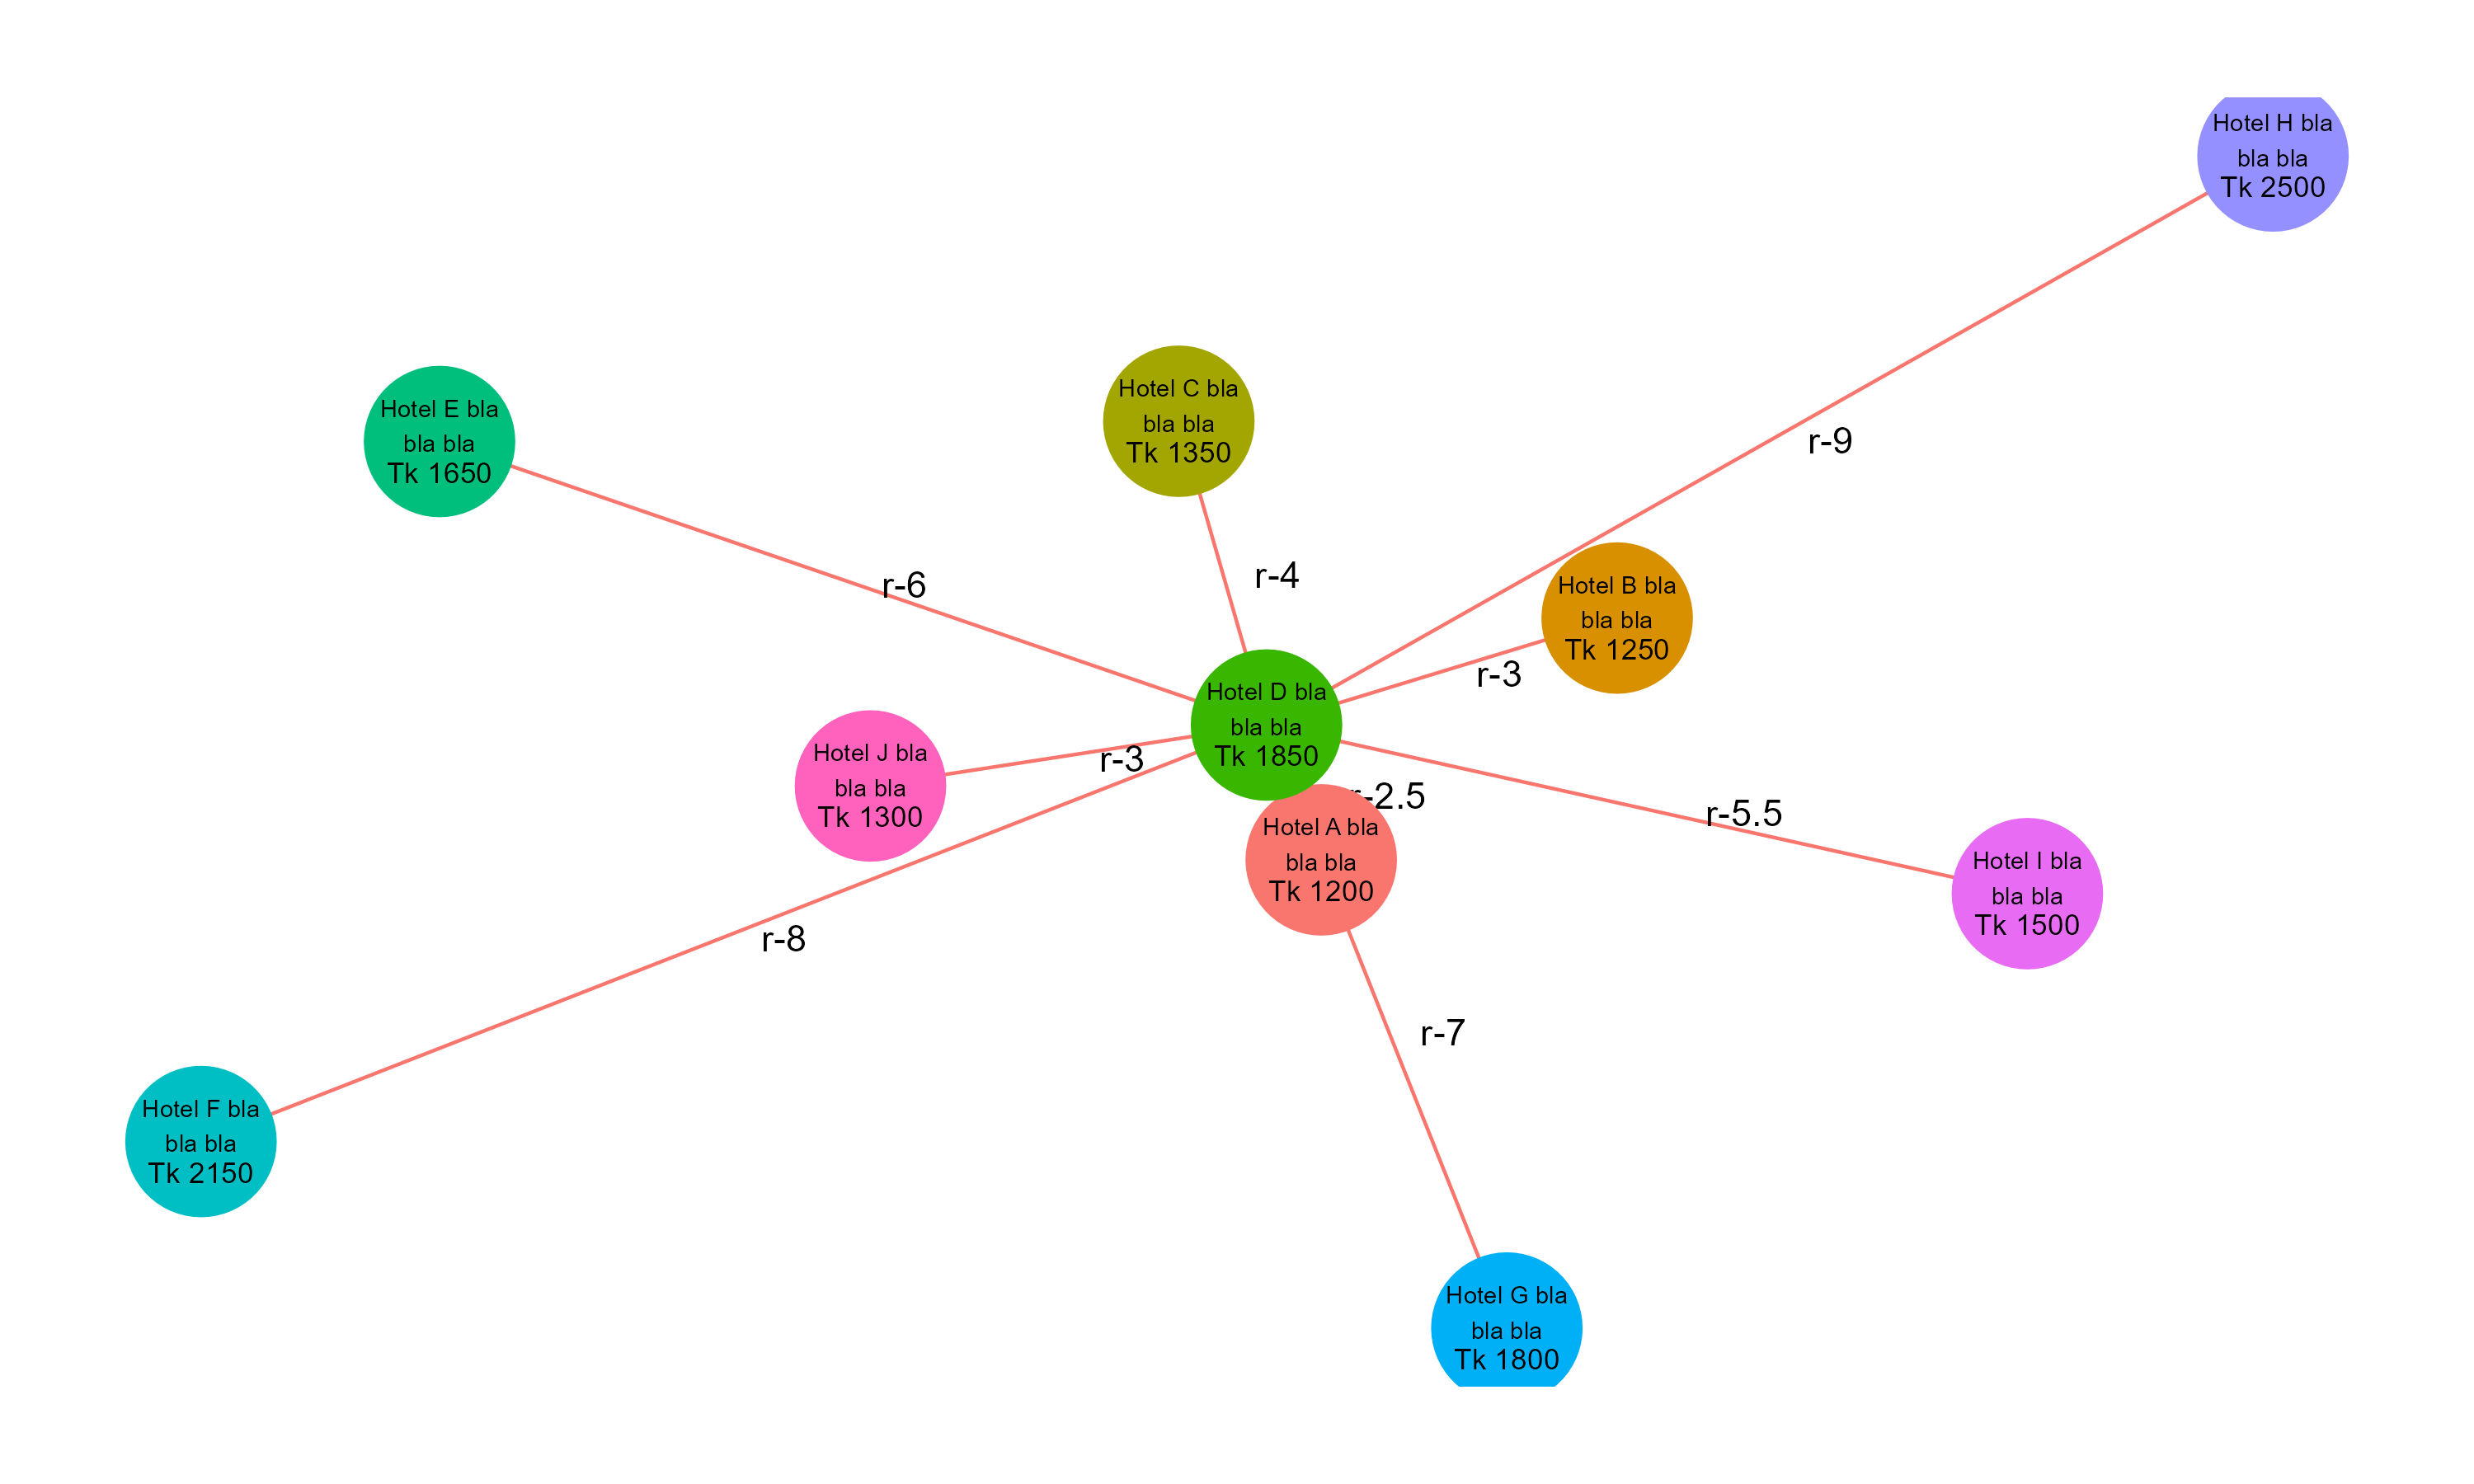 Hotel H bla
bla bla
Tk 2500
Hotel C bla
bla bla
Tk 1350
Hotel E bla
bla bla
Tk 1650
r-9
r-4
r-6
Hotel B bla
bla bla
Tk 1250
r-3
Hotel D bla
bla bla
Tk 1850
Hotel J bla
bla bla
Tk 1300
r-3
r-2.5
r-5.5
Hotel A bla
bla bla
Tk 1200
Hotel I bla
bla bla
Tk 1500
r-8
r-7
Hotel F bla
bla bla
Tk 2150
Hotel G bla
bla bla
Tk 1800